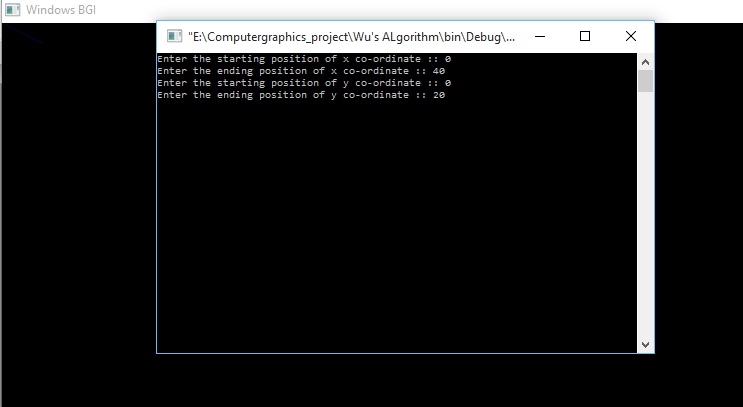 Windows BGI
"E:\Computergraphics_project\Wu's ALgorithm\bin\Debug\...
Enter the starting position of x co-ordinate :: 0
Enter the ending position of x co-ordinate :: 40
Enter the starting position of y co-ordinate :: 0
Enter the ending position of y co-ordinate :: 20